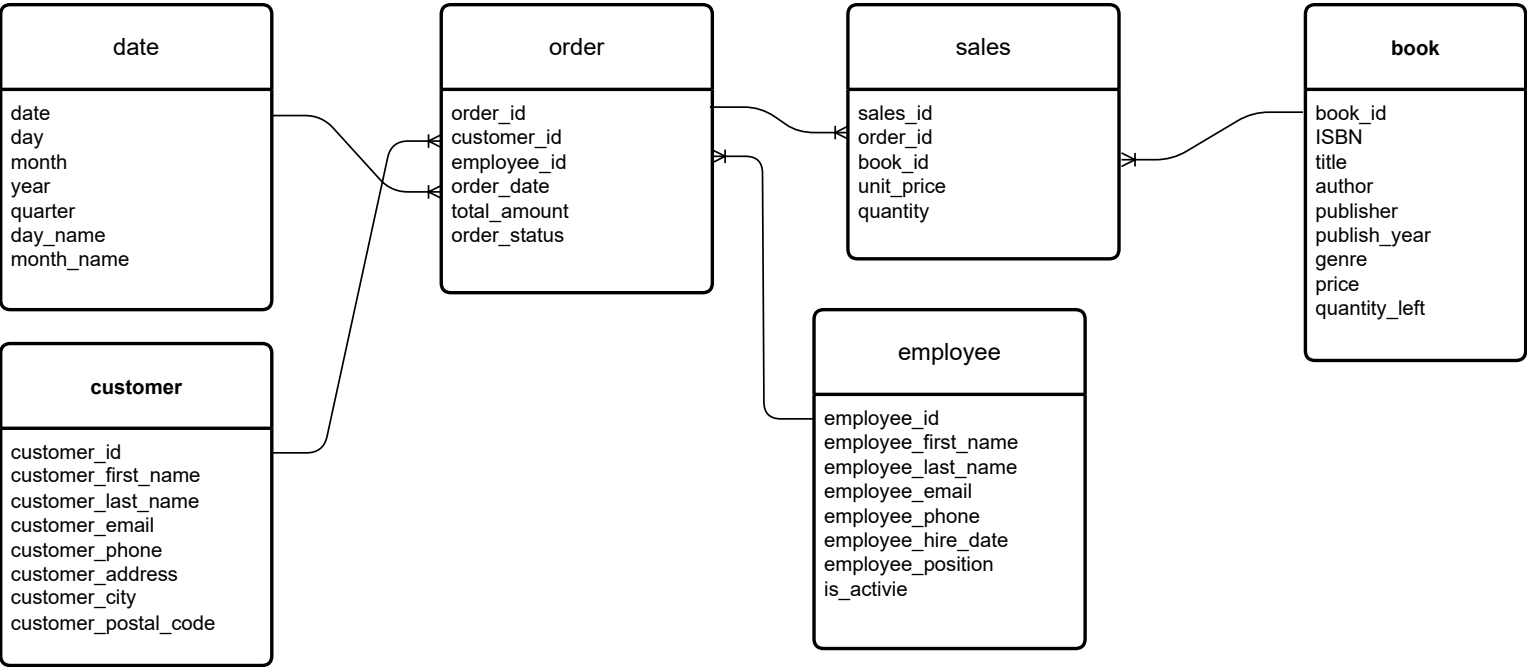 date
date
day
month
year
quarter
day_name
month_name
order
order_id
customer_id
employee_id
order_date
total_amount
order_status
sales
sales_id
order_id
book_id
unit_price
quantity
book
book_id
ISBN
title
author
publisher
publish_year
genre
price
quantity_left
customer
customer_id
customer_first_name
customer_last_name
customer_email
customer_phone
customer_address
customer_city
customer_postal_code
employee
employee_id
employee_first_name
employee_last_name
employee_email
employee_phone
employee_hire_date
employee_position
is_activie